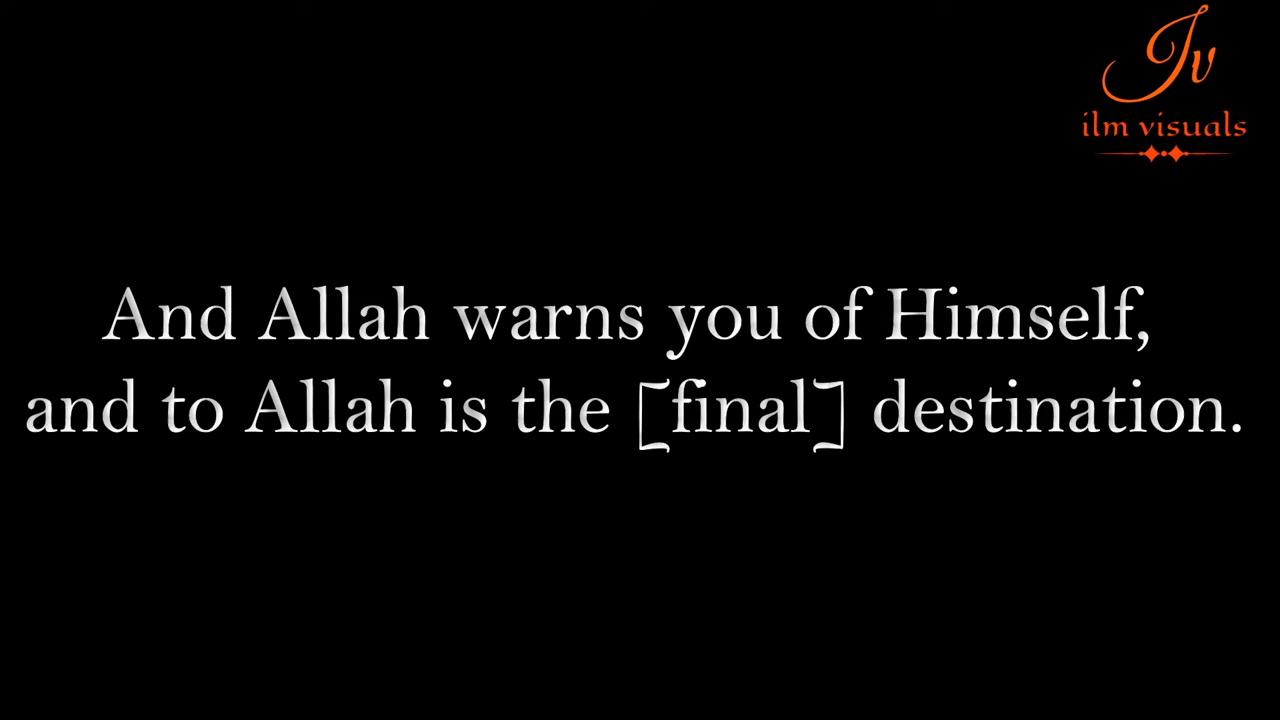 Iv
ilm visuals
And Allah warns you of Himself,
and to Allah is the [final] destination.